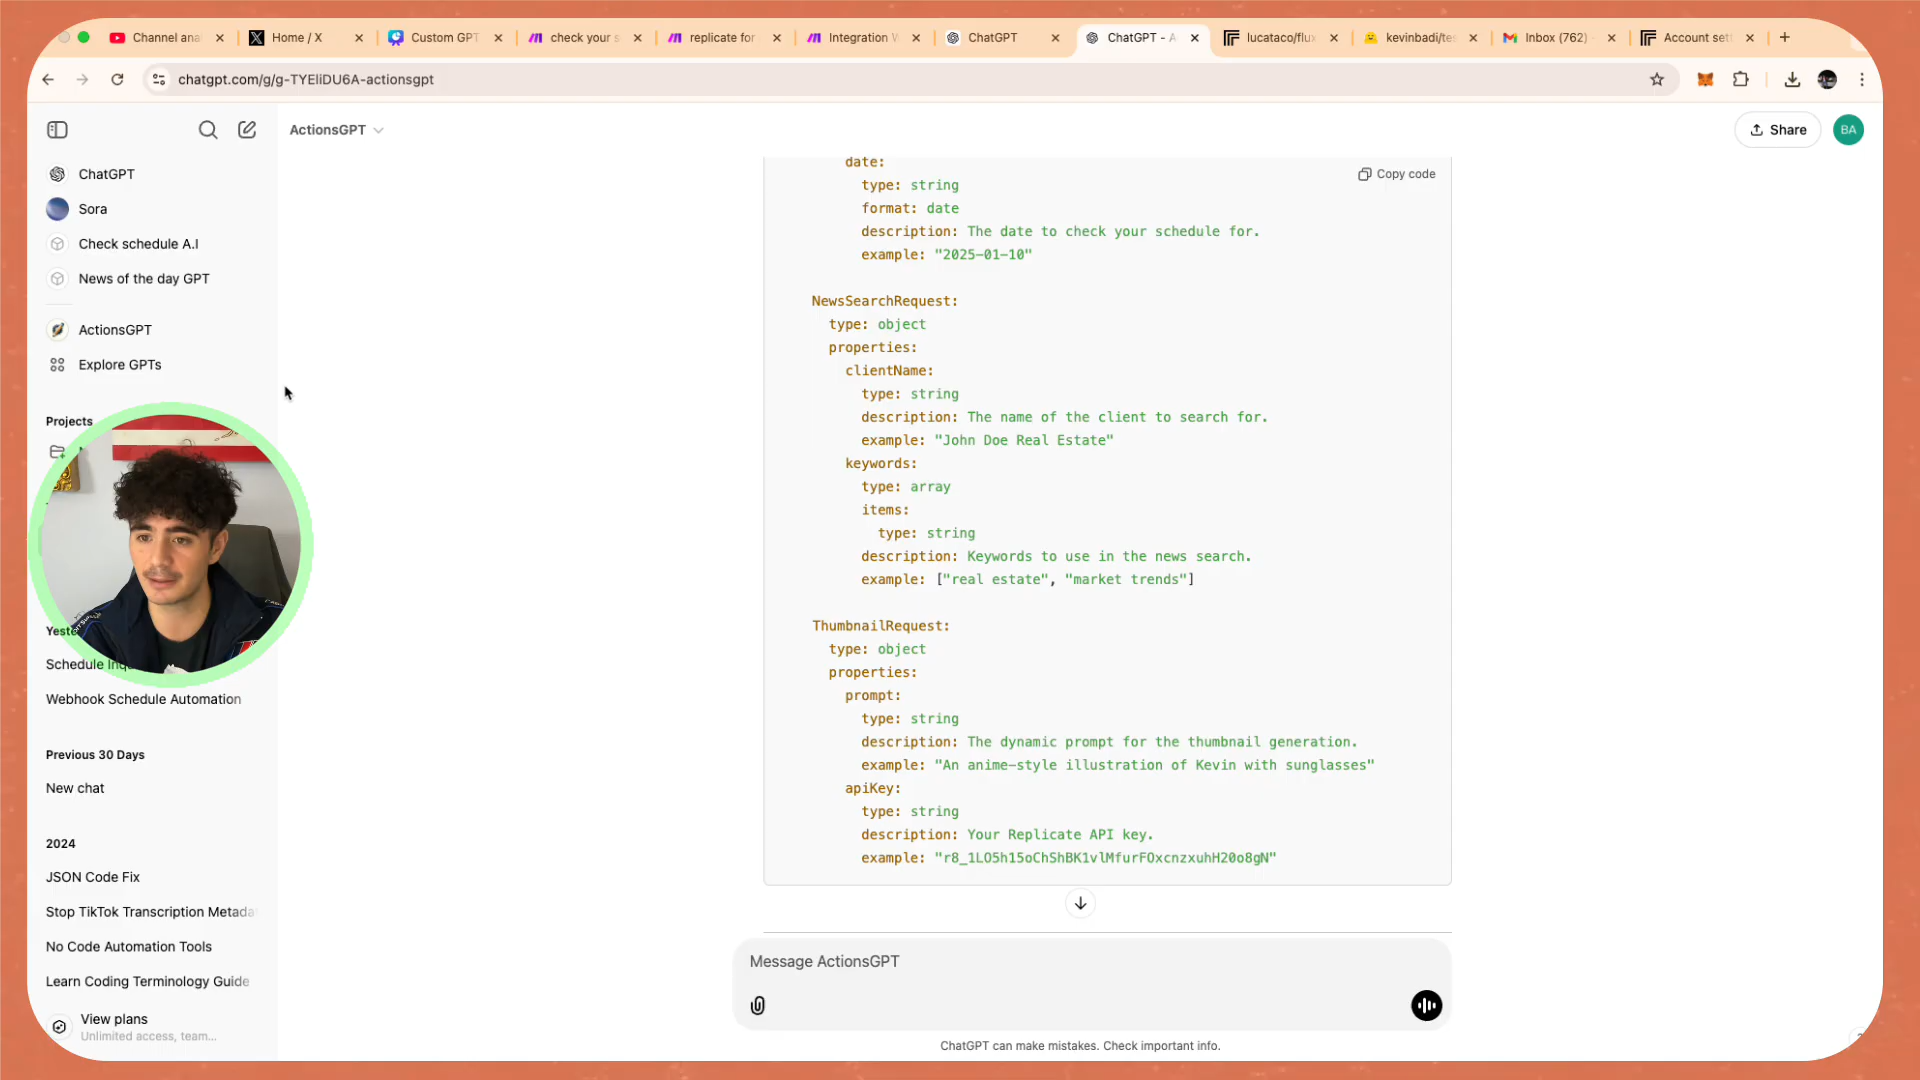 Channel ana
Home / X
Custom GPT
check your s
replicate for
Integration
ChatGPT
ChatGPT - A
lucataco/flux
kevinbadi/tes
Inbox (762)
Account sett
chatgpt.com/g/g-TYEliDU6A-actionsgpt
ActionsGPT
Share
BA
ChatGPT
Sora
Check schedule A.I
News of the day GPT
ActionsGPT
Explore GPTs
Projects
Yeste
Schedule Inq
Webhook Schedule Automation
Previous 30 Days
New chat
2024
JSON Code Fix
Stop TikTok Transcription Metada
No Code Automation Tools
Learn Coding Terminology Guide
View plans
Unlimited access, team...
Copy code
date:
type: string
format: date
description: The date to check your schedule for.
example: "2025-01-10"
NewsSearchRequest:
type: object
properties:
clientName:
type: string
description: The name of the client to search for.
example: "John Doe Real Estate"
keywords:
type: array
items:
type: string
description: Keywords to use in the news search.
example: ["real estate", "market trends"]
ThumbnailRequest:
type: object
properties:
prompt:
type: string
description: The dynamic prompt for the thumbnail generation.
example: "An anime-style illustration of Kevin with sunglasses"
apiKey:
type: string
description: Your Replicate API key.
example: "r8_1LO5h15oChShBK1vlMfurFOxcnzxuhH20o8gN"
Message ActionsGPT
ChatGPT can make mistakes. Check important info.